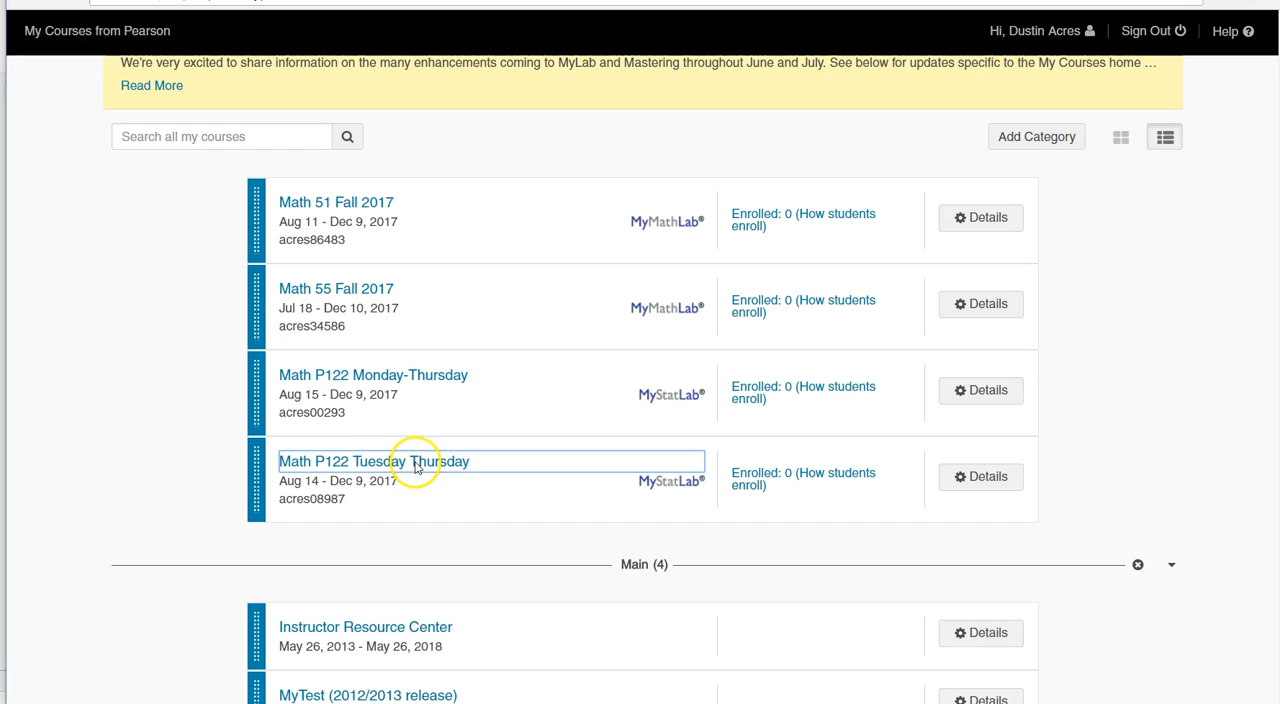 My Courses from Pearson
Hi, Dustin Acres
Sign Out
Help
We're very excited to share information on the many enhancements coming to MyLab and Mastering throughout June and July. See below for updates specific to the My Courses home ...
Read More
Search all my courses
Add Category
Math 51 Fall 2017
Aug 11 - Dec 9, 2017
acres86483
MyMathLab®
Enrolled: 0 (How students
enroll)
Details
Math 55 Fall 2017
Jul 18 - Dec 10, 2017
acres34586
MyMathLab®
Enrolled: 0 (How students
enroll)
Details
Math P122 Monday-Thursday
Aug 15 - Dec 9, 2017
acres00293
MyStatLab®
Enrolled: 0 (How students
enroll)
Details
Math P122 Tuesday Thursday
Aug 14 - Dec 9, 2017
acres08987
MyStatLab®
Enrolled: 0 (How students
enroll)
Details
Main (4)
Instructor Resource Center
May 26, 2013 - May 26, 2018
Details
MyTest (2012/2013 release)
Details